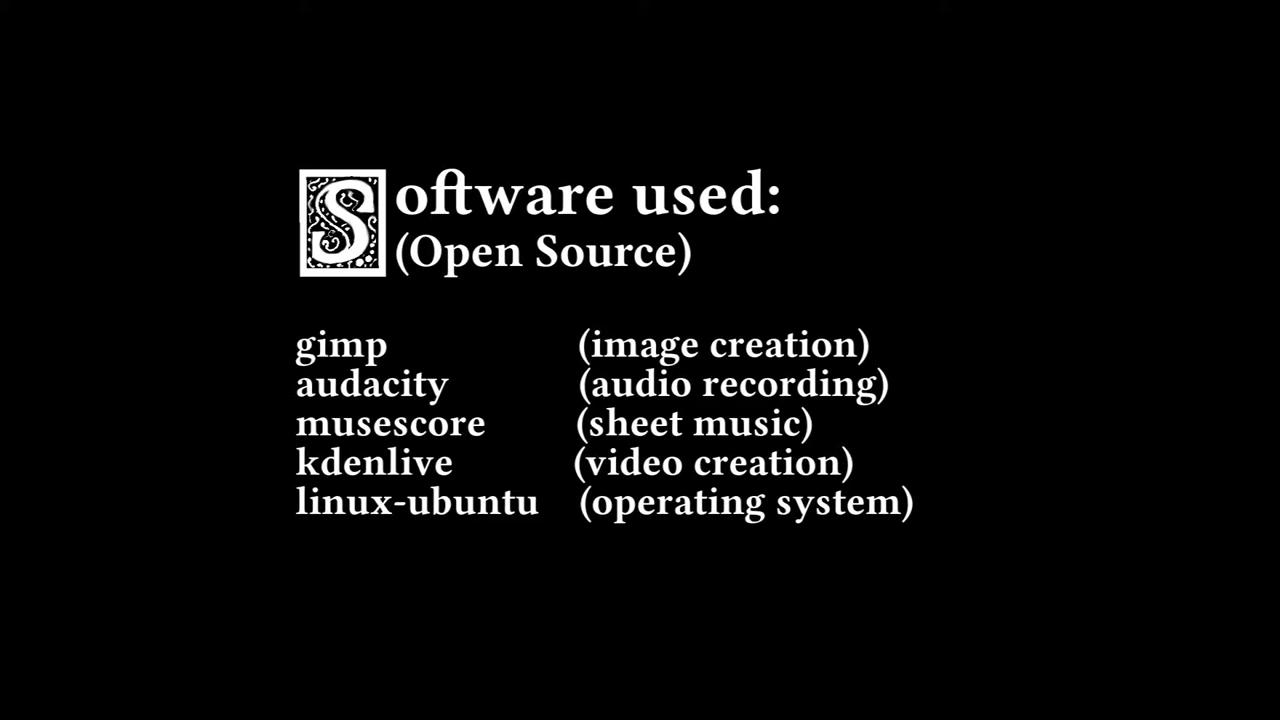 Software used:
(Open Source)
gimp (image creation)
audacity (audio recording)
musescore (sheet music)
kdenlive (video creation)
linux-ubuntu (operating system)